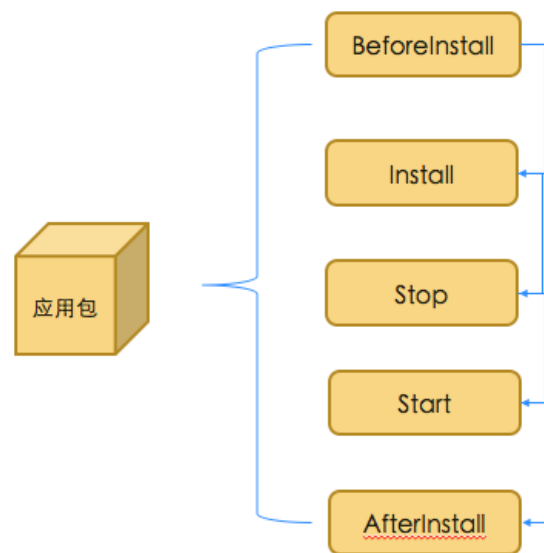 BeforeInstall
Install
应用包
Stop
Start
AfterInstall